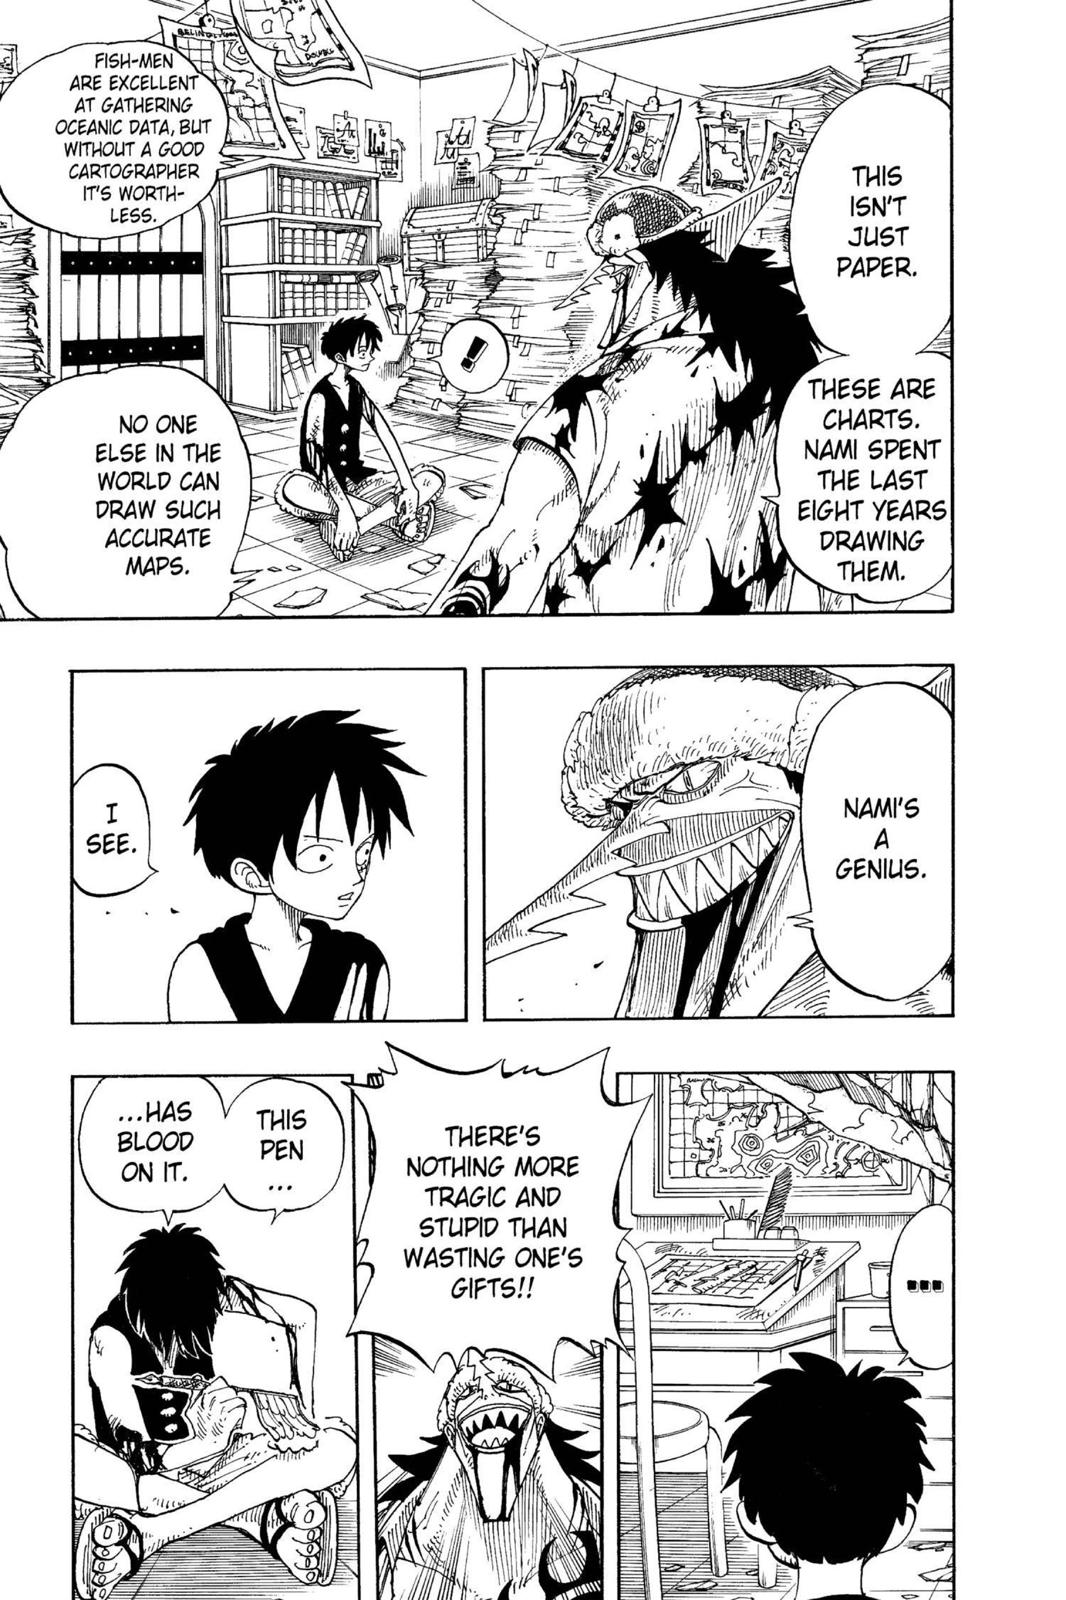 THIS
ISN'T
JUST
PAPER.
THESE ARE
CHARTS.
NAMI SPENT
THE LAST
EIGHT YEARS
DRAWING
THEM.
!
FISH-MEN
ARE EXCELLENT
AT GATHERING
OCEANIC DATA, BUT
WITHOUT A GOOD
CARTOGRAPHER
IT'S WORTH-
LESS.
NO ONE
ELSE IN THE
WORLD CAN
DRAW SUCH
ACCURATE
MAPS.
NAMI'S
A
GENIUS.
I
SEE.
...
THERE'S
NOTHING MORE
TRAGIC AND
STUPID THAN
WASTING ONE'S
GIFTS!!
THIS
PEN
...
...HAS
BLOOD
ON IT.